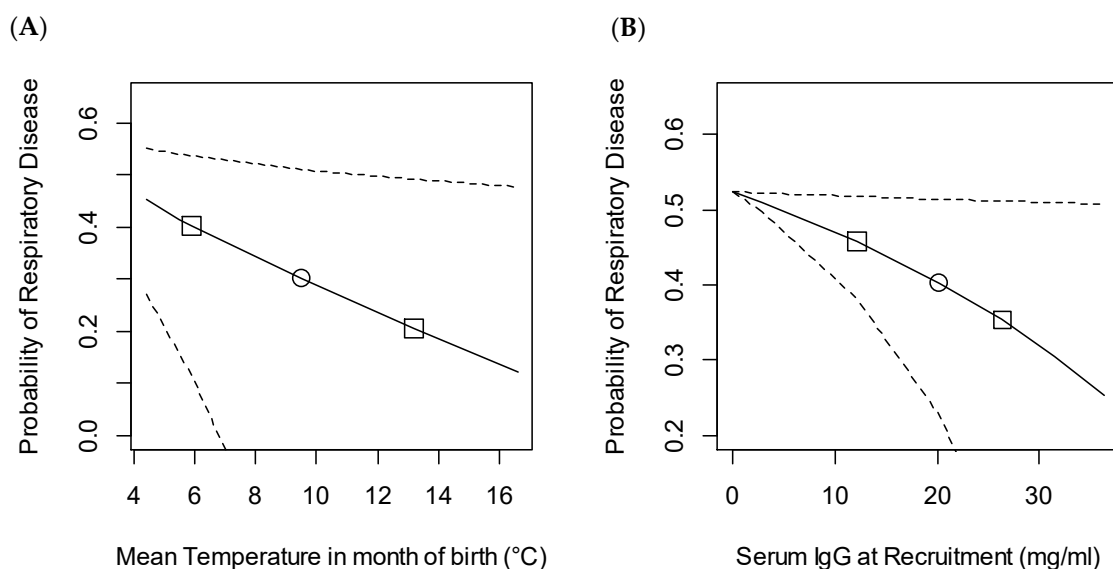 (A)
Probability of Respiratory Disease
0.6
0.4
0.2
0.0
4 6 8 10 12 14 16
Mean Temperature in month of birth (°C)
(B)
Probability of Respiratory Disease
0.6
0.5
0.4
0.3
0.2
0 10 20 30
Serum IgG at Recruitment (mg/ml)